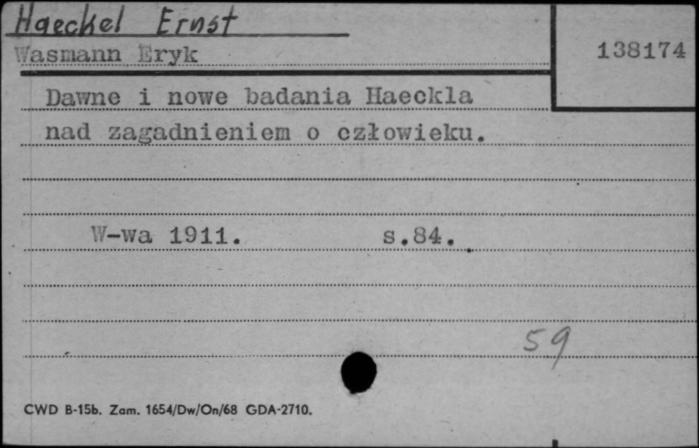 Haeckel Ernst
Wasmann Eryk
138174
Dawne i nowe badania Haeckla
nad zagadnieniem o człowieku.
W-wa 1911. s.84.
59
CWD B-15b. Zam. 1654/Dw/On/68 GDA-2710.